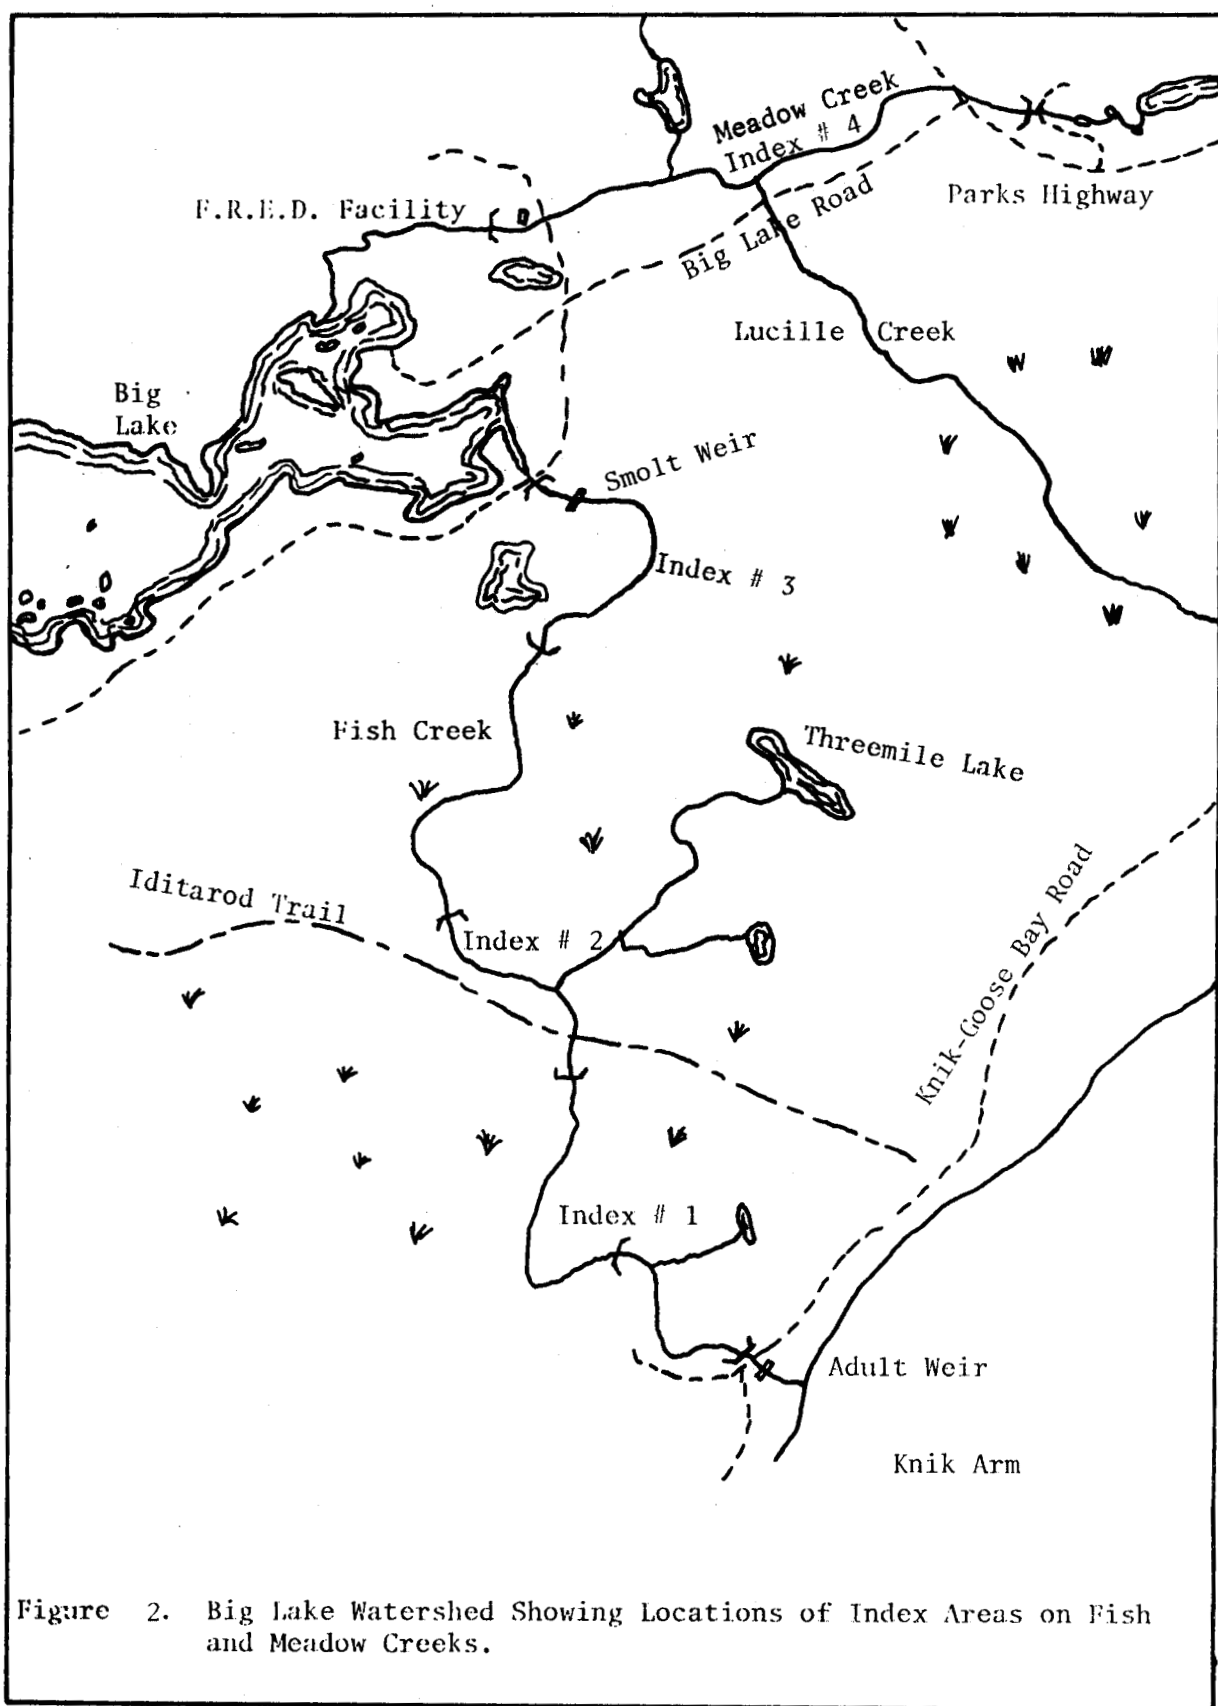 Meadow Creek
Index # 4
F.R.E.D. Facility
Parks Highway
Big Lake Road
Lucille Creek
Big
Lake
Smolt Weir
Index # 3
Fish Creek
Threemile Lake
Iditarod Trail
Index # 2
Knik-Goose Bay Road
Index # 1
Adult Weir
Knik Arm
Figure 2. Big Lake Watershed Showing Locations of Index Areas on Fish
and Meadow Creeks.